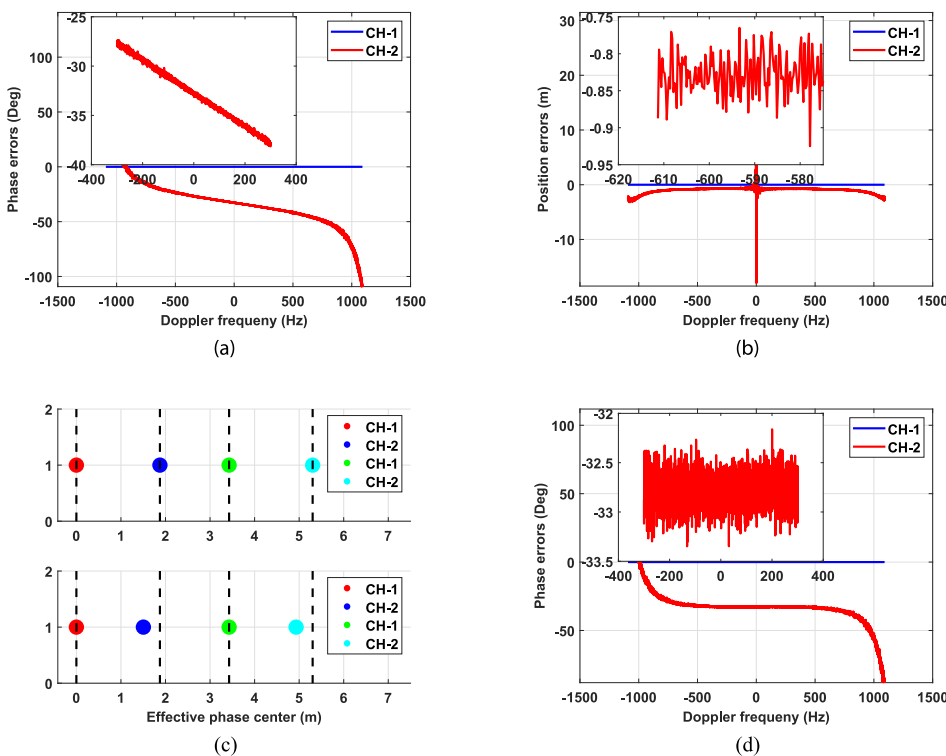 -25
-30
-35
-40
-400 -200 0 200 400
CH-1
CH-2
100
50
0
-50
-100
-1500 -1000 -500 0 500 1000 1500
Phase errors (Deg)
Doppler frequeny (Hz)
(a)
-0.75
-0.8
-0.85
-0.9
-0.95
-620 -610 -600 -590 -580
CH-1
CH-2
30
20
10
0
-10
-1500 -1000 -500 0 500 1000 1500
Position errors (m)
Doppler frequeny (Hz)
(b)
2
1
0
0 1 2 3 4 5 6 7
CH-1
CH-2
CH-1
CH-2
2
1
0
0 1 2 3 4 5 6 7
CH-1
CH-2
CH-1
CH-2
Effective phase center (m)
(c)
-32
-32.5
-33
-33.5
-400 -200 0 200 400
CH-1
CH-2
100
50
0
-50
-1500 -1000 -500 0 500 1000 1500
Phase errors (Deg)
Doppler frequeny (Hz)
(d)